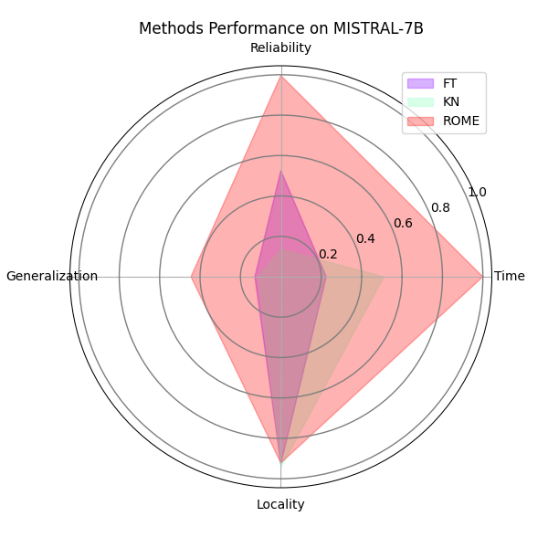 Methods Performance on MISTRAL-7B
Reliability
FT
KN
ROME
1.0
0.8
0.6
0.4
0.2
Generalization
Time
Locality